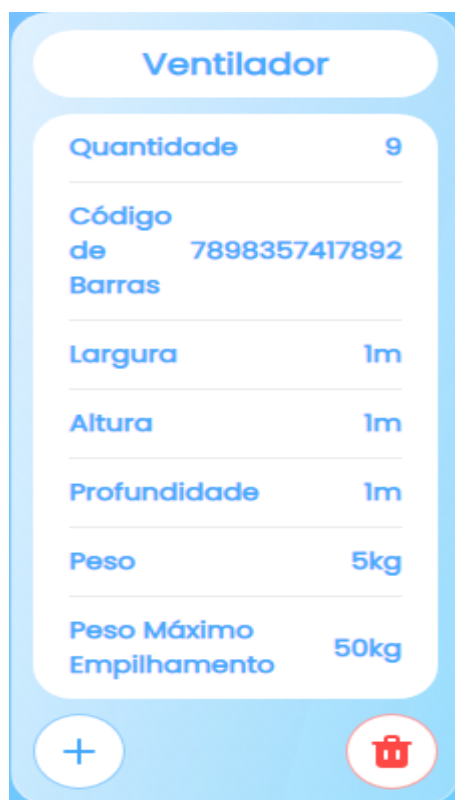 Ventilador
Quantidade 9
Código
de 7898357417892
Barras
Largura 1m
Altura 1m
Profundidade 1m
Peso 5kg
Peso Máximo
Empilhamento 50kg